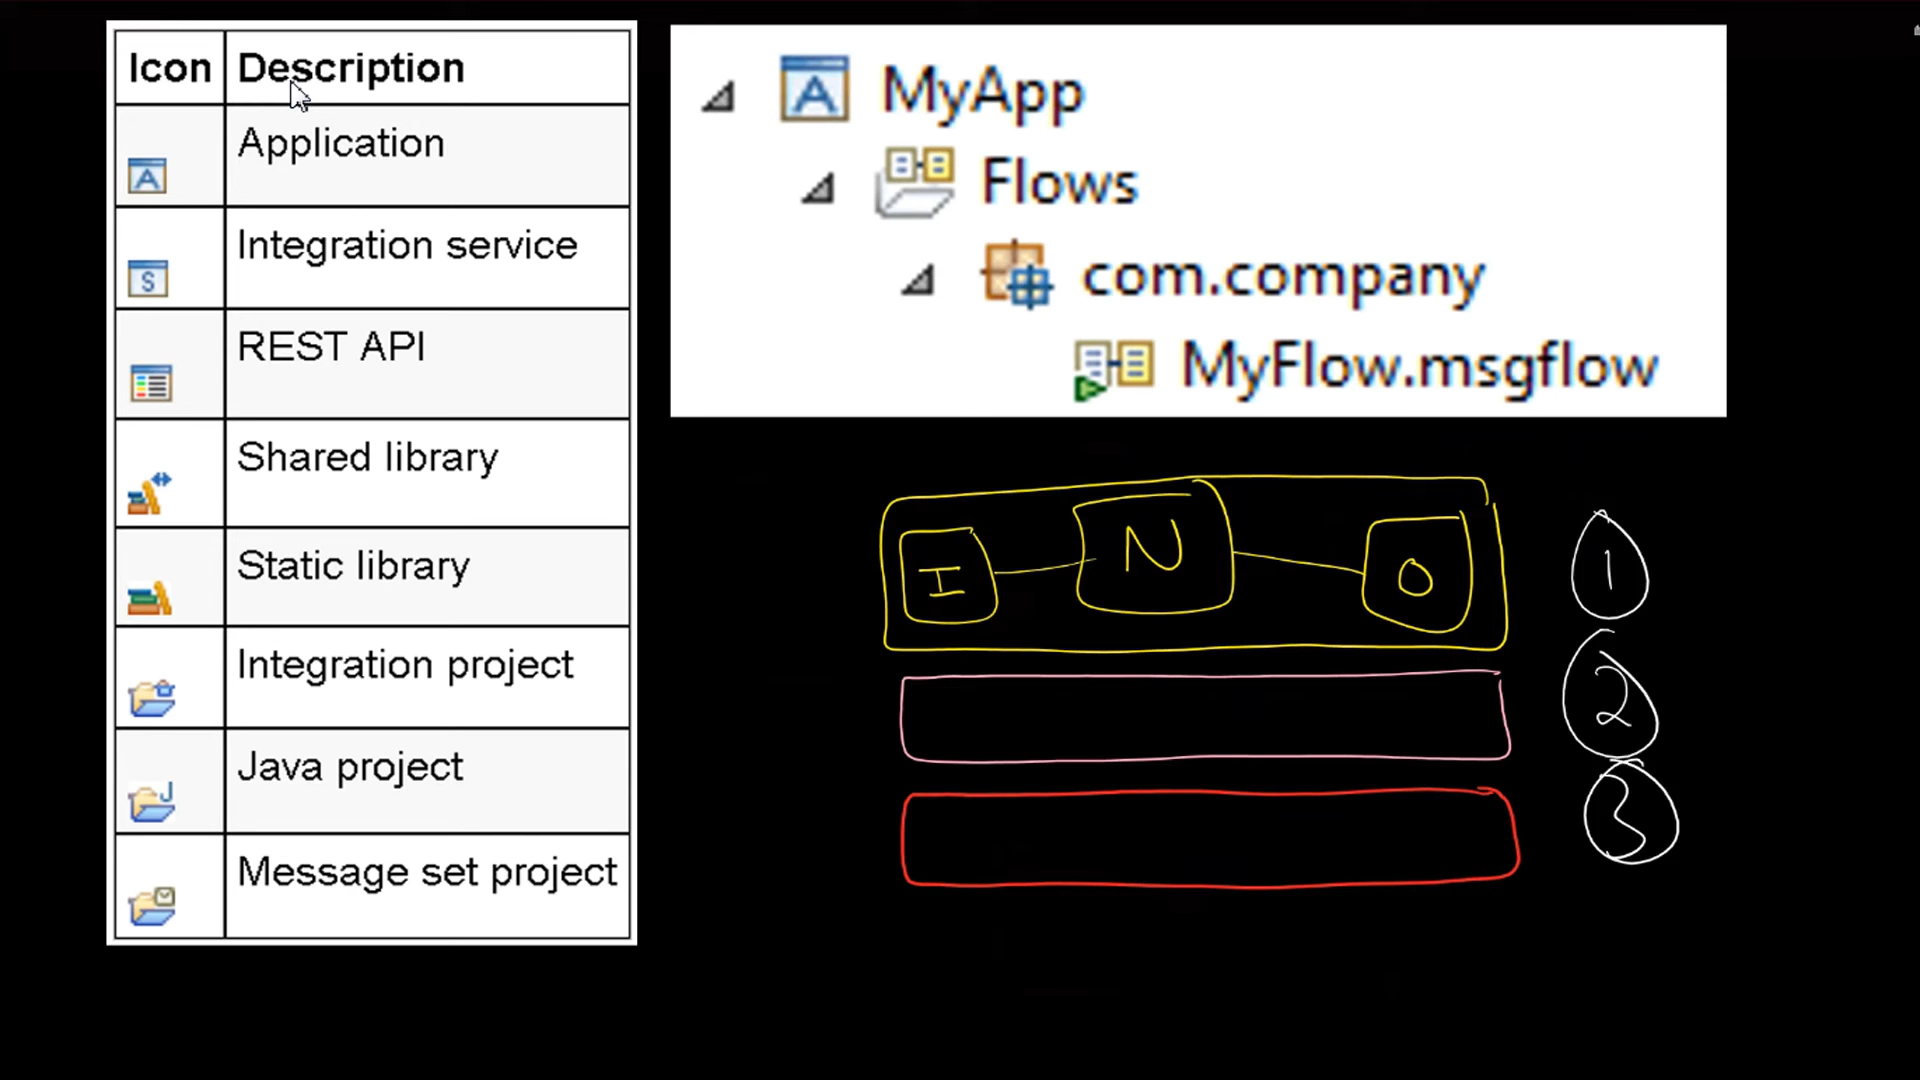 Icon Description
A Application
S Integration service
REST API
Shared library
Static library
Integration project
J Java project
Message set project
A MyApp
Flows
com.company
MyFlow.msgflow
I N O
1
2
3